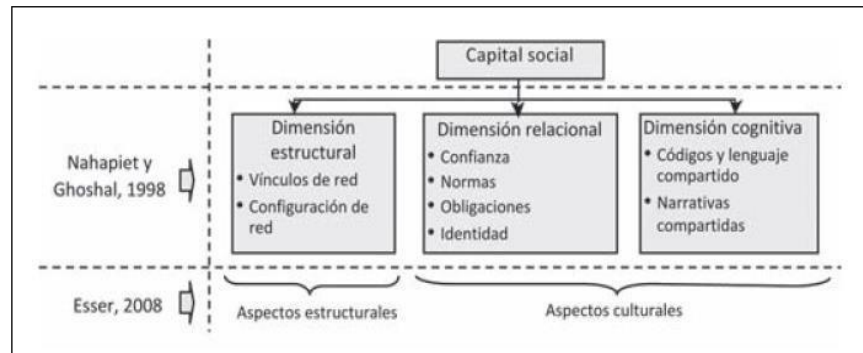 Capital social
Nahapiet y
Ghoshal, 1998
Dimensión
estructural
• Vínculos de red
• Configuración de
red
Dimensión relacional
• Confianza
• Normas
• Obligaciones
• Identidad
Dimensión cognitiva
• Códigos y lenguaje
compartido
• Narrativas
compartidas
Esser, 2008
Aspectos estructurales
Aspectos culturales